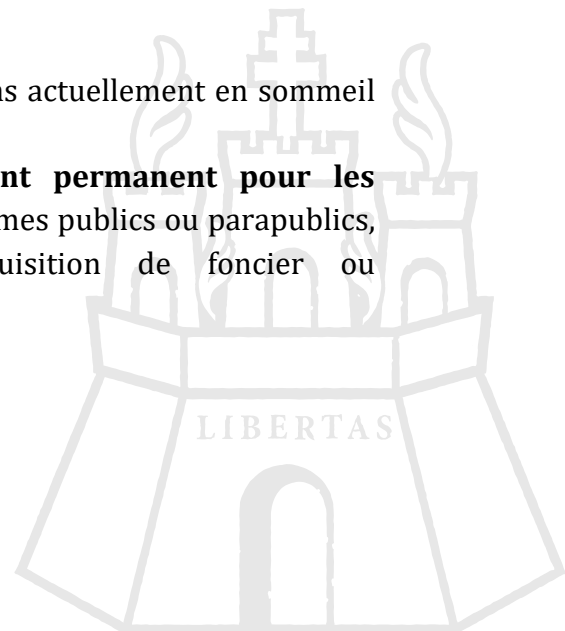 ns actuellement en sommeil
nt permanent pour les
mes publics ou parapublics,
uisition de foncier ou
LIBERTAS